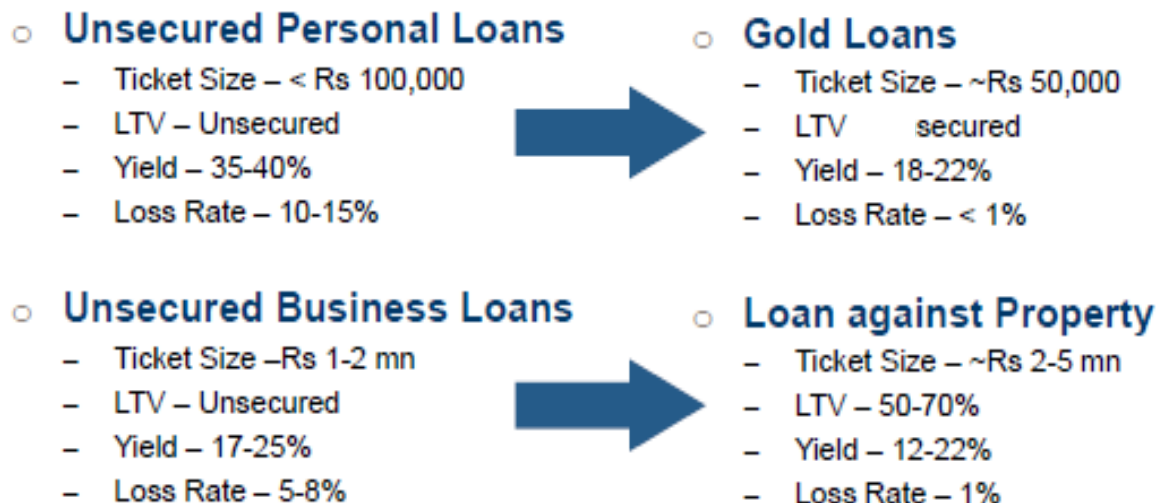 Unsecured Personal Loans
– Ticket Size – < Rs 100,000
– LTV – Unsecured
– Yield – 35-40%
– Loss Rate – 10-15%
Gold Loans
– Ticket Size – ~Rs 50,000
– LTV secured
– Yield – 18-22%
– Loss Rate – < 1%
Unsecured Business Loans
– Ticket Size –Rs 1-2 mn
– LTV – Unsecured
– Yield – 17-25%
– Loss Rate – 5-8%
Loan against Property
– Ticket Size – ~Rs 2-5 mn
– LTV – 50-70%
– Yield – 12-22%
– Loss Rate – 1%